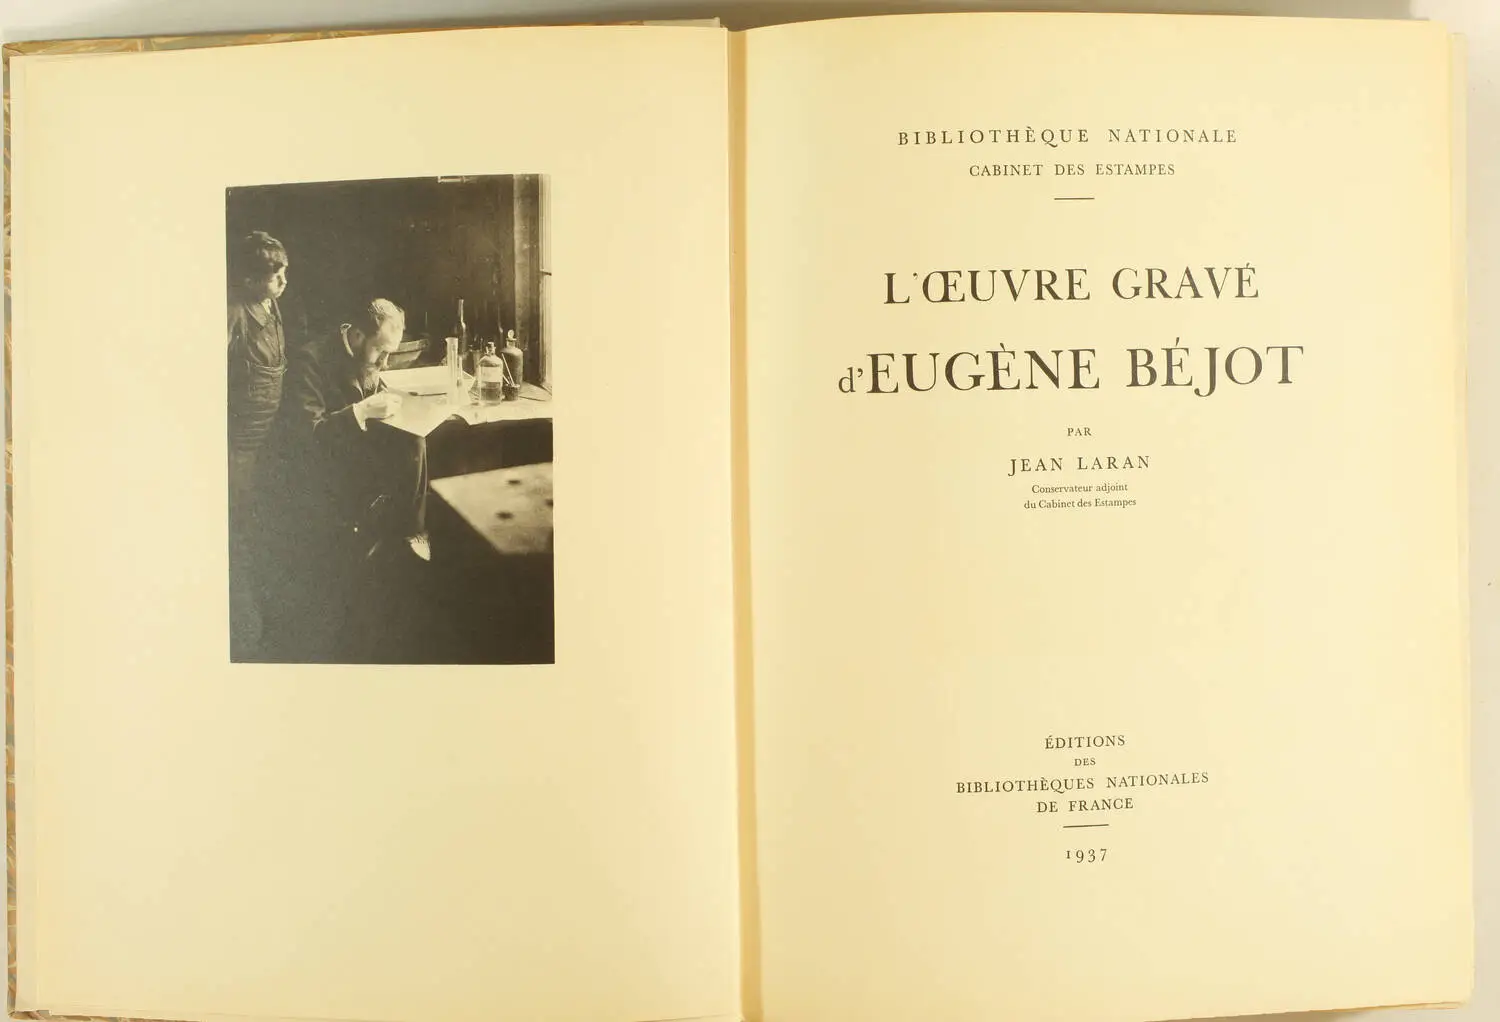 BIBLIOTHÈQUE NATIONALE
CABINET DES ESTAMPES
L'ŒUVRE GRAVÉ
d'EUGÈNE BÉJOT
PAR
JEAN LARAN
Conservateur adjoint
du Cabinet des Estampes
ÉDITIONS
DES
BIBLIOTHÈQUES NATIONALES
DE FRANCE
1937